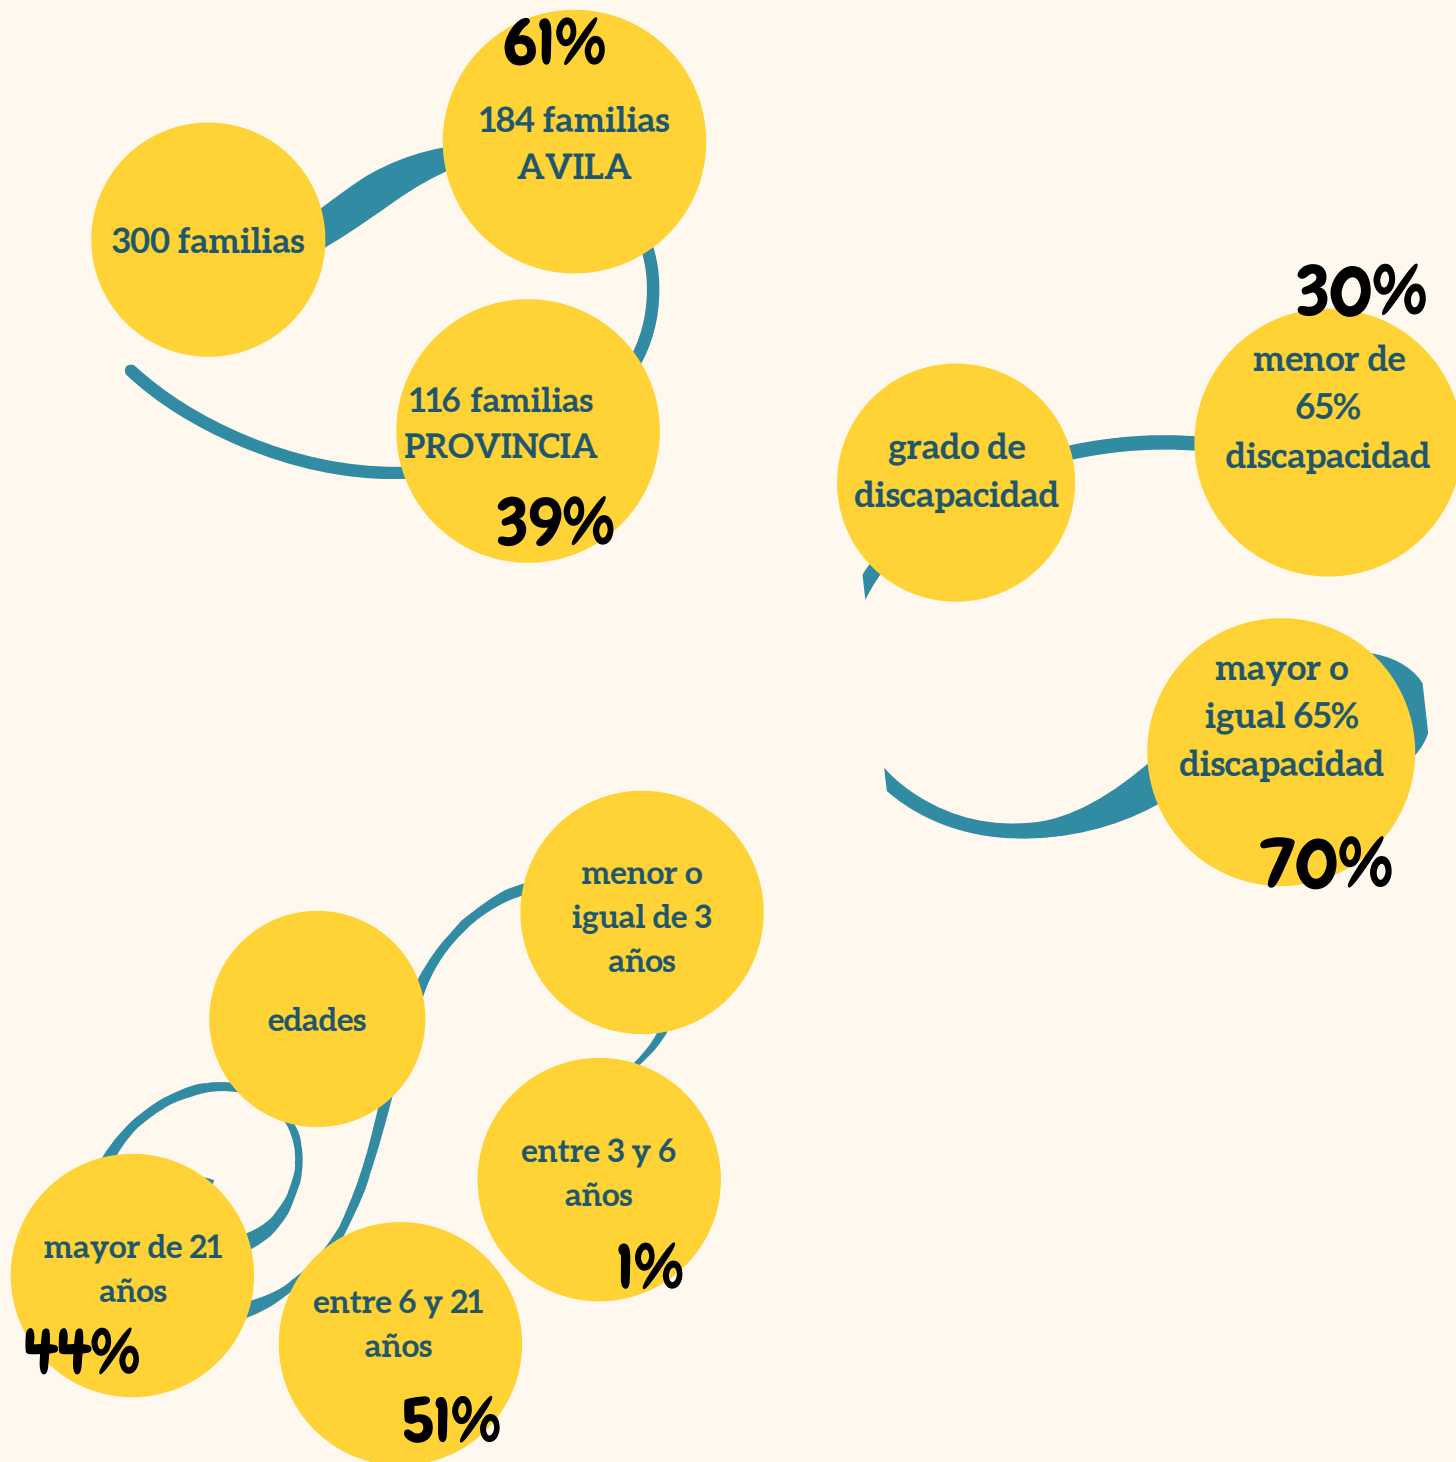 61%
184 familias
AVILA
300 familias
116 familias
PROVINCIA
39%
30%
menor de
65%
discapacidad
grado de
discapacidad
mayor o
igual 65%
discapacidad
70%
menor o
igual de 3
años
edades
entre 3 y 6
años
1%
mayor de 21
años
44%
entre 6 y 21
años
51%